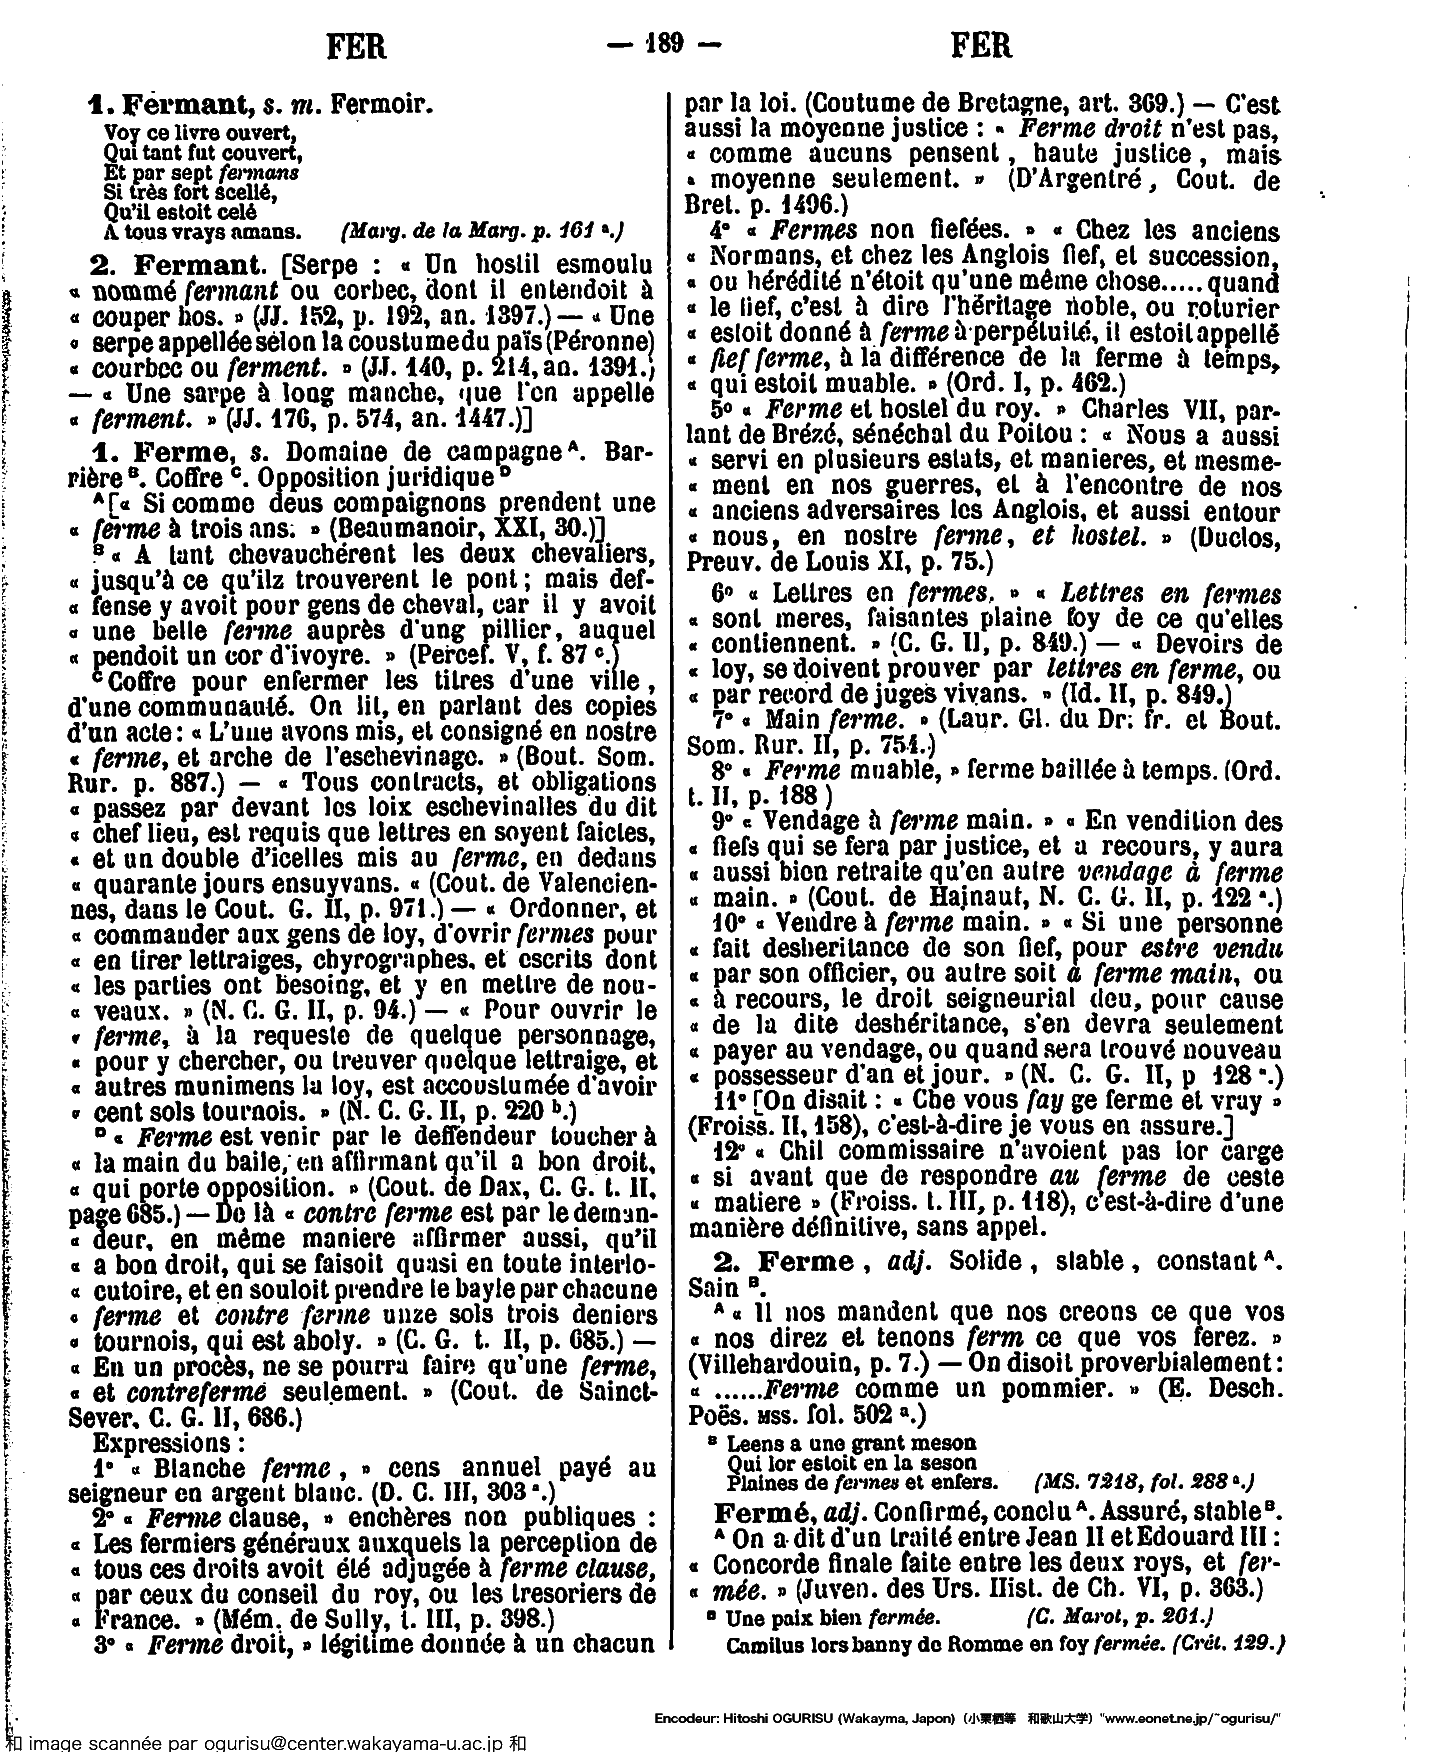 FER
— 189 —
FER
1. Fermant, s. m. Fermoir.
Voy ce livre ouvert,
Qui tant fut couvert,
Et par sept fermans
Si très fort scellé,
Qu'il estoit celé
A tous vrays amans. (Marg. de la Marg. p. 161 a.)
2. Fermant. [Serpe : « Un hostil esmoulu
« nommé fermant ou corbec, dont il entendoit à
« couper hos. » (JJ. 152, p. 192, an. 1397.) — « Une
« serpe appellée selon la coustume du païs (Péronne)
« courbec ou ferment. » (JJ. 140, p. 214, an. 1391.)
— « Une sarpe à long manche, que l'on appelle
« ferment. » (JJ. 176, p. 574, an. 1447.)]
1. Ferme, s. Domaine de campagne A. Bar-
rière B. Coffre C. Opposition juridique D
A [« Si comme deus compaignons prendent une
« ferme à trois ans. » (Beaumanoir, XXI, 30.)]
B « A tant chevauchérent les deux chevaliers,
« jusqu'à ce qu'ilz trouverent le pont ; mais def-
« fense y avoit pour gens de cheval, car il y avoit
« une belle ferme auprès d'ung pillier, auquel
« pendoit un cor d'ivoyre. » (Percef. V, f. 87 c.)
C Coffre pour enfermer les titres d'une ville,
d'une communauté. On lit, en parlant des copies
d'un acte : « L'une avons mis, et consigné en nostre
« ferme, et arche de l'eschevinage. » (Bout. Som.
Rur. p. 887.) — « Tous contracts, et obligations
« passez par devant les loix eschevinalles du dit
« chef lieu, est requis que lettres en soyent faictes,
« et un double d'icelles mis au ferme, en dedans
« quarante jours ensuyvans. « (Cout. de Valencien-
nes, dans le Cout. G. II, p. 971.) — « Ordonner, et
« commander aux gens de loy, d'ovrir fermes pour
« en tirer lettraiges, chyrographes, et escrits dont
« les parties ont besoing, et y en mettre de nou-
« veaux. » (N. C. G. II, p. 94.) — « Pour ouvrir le
« ferme, à la requeste de quelque personnage,
« pour y chercher, ou treuver quelque lettraige, et
« autres munimens la loy, est accoustumée d'avoir
« cent sols tournois. » (N. C. G. II, p. 220 b.)
D « Ferme est venir par le deffendeur toucher à
« la main du baile, en affirmant qu'il a bon droit,
« qui porte opposition. » (Cout. de Dax, C. G. t. II,
page 685.) — De là « contre ferme est par le deman-
« deur, en même maniere affirmer aussi, qu'il
« a bon droit, qui se faisoit quasi en toute interlo-
« cutoire, et en souloit prendre le bayle par chacune
« ferme et contre ferme unze sols trois deniers
« tournois, qui est aboly. » (C. G. t. II, p. 685.) —
« En un procès, ne se pourra faire qu'une ferme,
« et contrefermé seulement. » (Cout. de Sainct-
Sever, C. G. II, 686.)
Expressions :
1° « Blanche ferme, » cens annuel payé au
seigneur en argent blanc. (D. C. III, 303 a.)
2° « Ferme clause, » enchères non publiques :
« Les fermiers généraux auxquels la perception de
« tous ces droits avoit été adjugée à ferme clause,
« par ceux du conseil du roy, ou les tresoriers de
« France. » (Mém. de Sully, t. III, p. 398.)
3° « Ferme droit, » légitime donnée à un chacun
par la loi. (Coutume de Bretagne, art. 369.) — C'est
aussi la moyenne justice : « Ferme droit n'est pas,
« comme aucuns pensent, haute justice, mais
« moyenne seulement. » (D'Argentré, Cout. de
Bret. p. 1496.)
4° « Fermes non fiefées. » « Chez les anciens
« Normans, et chez les Anglois fief, et succession,
« ou hérédité n'étoit qu'une même chose..... quand
« le fief, c'est à dire l'héritage noble, ou roturier
« estoit donné à ferme à perpétuité, il estoit appellé
« fief ferme, à la différence de la ferme à temps,
« qui estoit muable. » (Ord. I, p. 462.)
5° « Ferme et hostel du roy. » Charles VII, par-
lant de Brézé, sénéchal du Poitou : « Nous a aussi
« servi en plusieurs estats, et manieres, et mesme-
« ment en nos guerres, et à l'encontre de nos
« anciens adversaires les Anglois, et aussi entour
« nous, en nostre ferme, et hostel. » (Duclos,
Preuv. de Louis XI, p. 75.)
6° « Lettres en fermes. » « Lettres en fermes
« sont meres, faisantes plaine foy de ce qu'elles
« contiennent. » (C. G. II, p. 849.) — « Devoirs de
« loy, se doivent prouver par lettres en ferme, ou
« par record de juges vivans. » (Id. II, p. 849.)
7° « Main ferme. » (Laur. Gl. du Dr. fr. et Bout.
Som. Rur. II, p. 754.)
8° « Ferme muable, » ferme baillée à temps. (Ord.
t. II, p. 188)
9° « Vendage à ferme main. » « En vendition des
« fiefs qui se fera par justice, et a recours, y aura
« aussi bien retraite qu'en autre vendage à ferme
« main. » (Cout. de Hajnaut, N. C. G. II, p. 122 a.)
10° « Vendre à ferme main. » « Si une personne
« fait desheritance de son fief, pour estre vendu
« par son officier, ou autre soit à ferme main, ou
« à recours, le droit seigneurial deu, pour cause
« de la dite deshéritance, s'en devra seulement
« payer au vendage, ou quand sera trouvé nouveau
« possesseur d'an et jour. » (N. C. G. II, p 128 a.)
11° [On disait : « Che vous fay ge ferme et vray »
(Froiss. II, 158), c'est-à-dire je vous en assure.]
12° « Chil commissaire n'avoient pas lor carge
« si avant que de respondre au ferme de ceste
« matiere » (Froiss. t. III, p. 118), c'est-à-dire d'une
manière définitive, sans appel.
2. Ferme, adj. Solide, stable, constant A.
Sain B.
A « Il nos mandent que nos creons ce que vos
« nos direz et tenons ferm ce que vos ferez. »
(Villehardouin, p. 7.) — On disoit proverbialement :
« ......Ferme comme un pommier. » (E. Desch.
Poës. MSS. fol. 502 a.)
B Leens a une grant meson
Qui lor estoit en la seson
Plaines de fermes et enfers. (MS. 7218, fol. 288 a.)
Fermé, adj. Confirmé, conclu A. Assuré, stable B.
A On a dit d'un traité entre Jean II et Edouard III :
« Concorde finale faite entre les deux roys, et fer-
« mée. » (Juven. des Urs. Hist. de Ch. VI, p. 363.)
B Une paix bien fermée. (C. Marot, p. 261.)
Camilus lors banny de Romme en foy fermée. (Crét. 129.)
Encodeur: Hitoshi OGURISU (Wakayma, Japon) (小栗栖等 和歌山大学) "www.eonet.ne.jp/~ogurisu/"
和 image scannée par ogurisu@center.wakayama-u.ac.jp 和